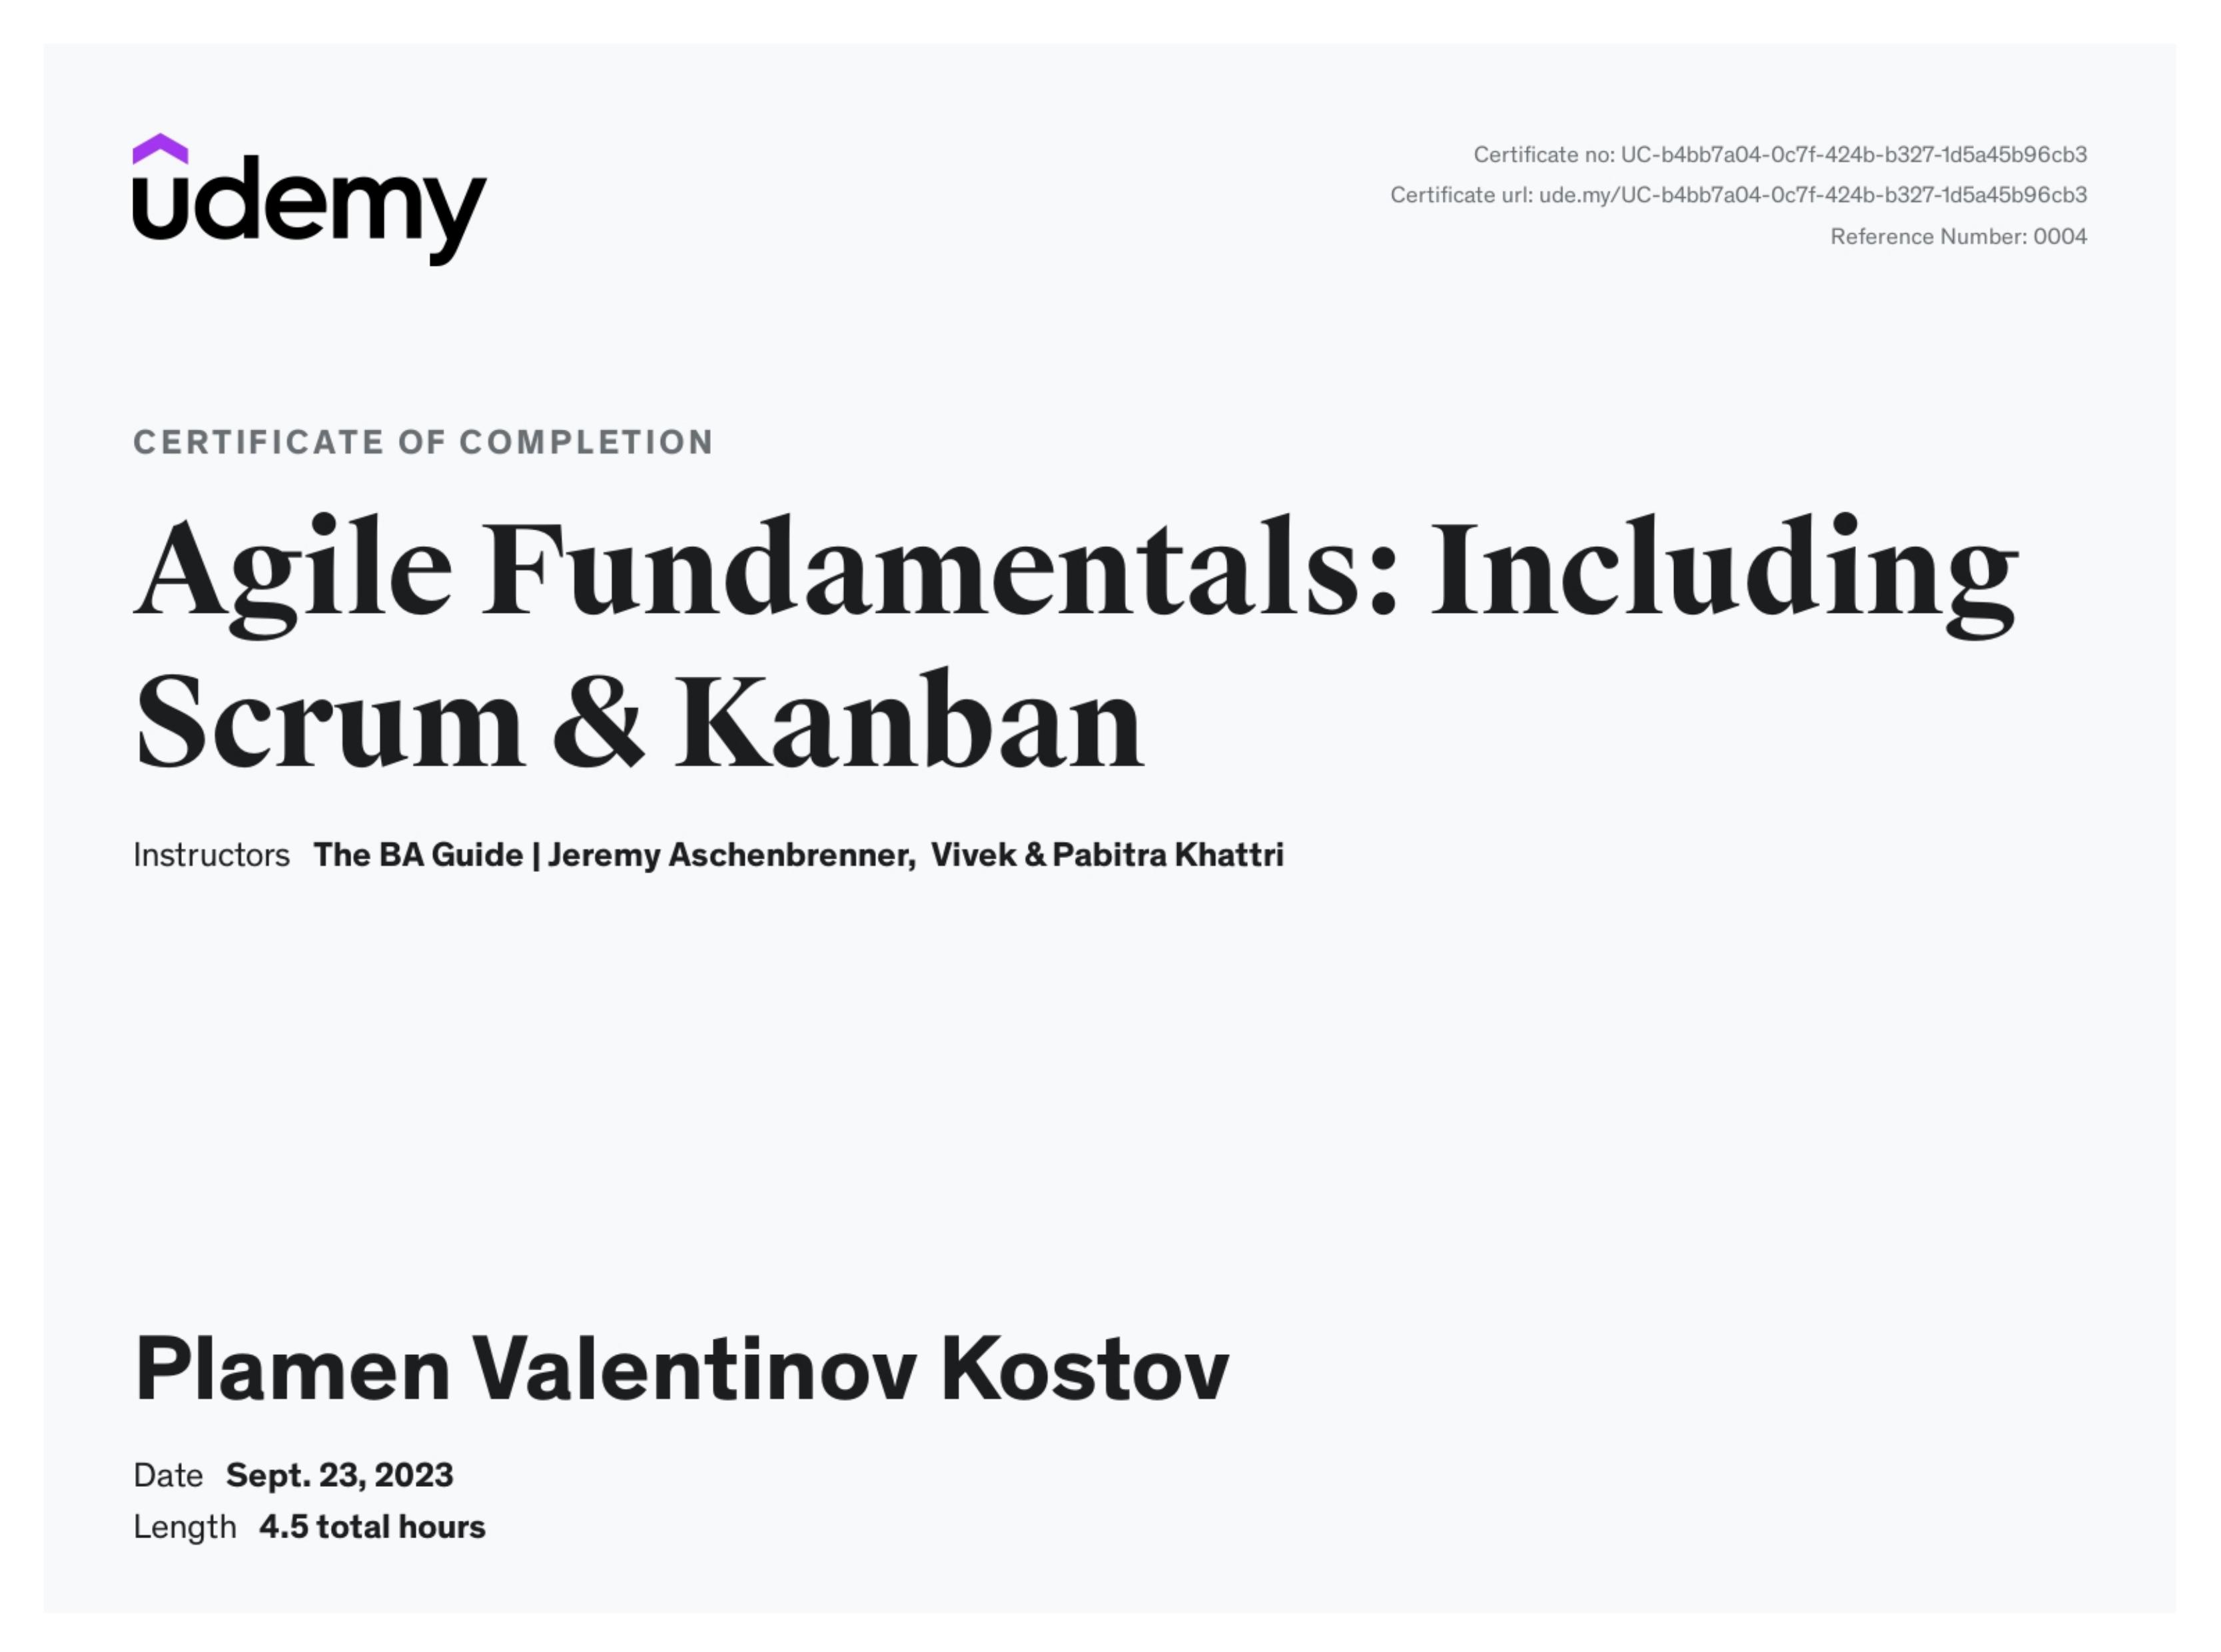 udemy
Certificate no: UC-b4bb7a04-0c7f-424b-b327-1d5a45b96cb3
Certificate url: ude.my/UC-b4bb7a04-0c7f-424b-b327-1d5a45b96cb3
Reference Number: 0004
CERTIFICATE OF COMPLETION
Agile Fundamentals: Including
Scrum & Kanban
Instructors The BA Guide | Jeremy Aschenbrenner, Vivek & Pabitra Khattri
Plamen Valentinov Kostov
Date Sept. 23, 2023
Length 4.5 total hours